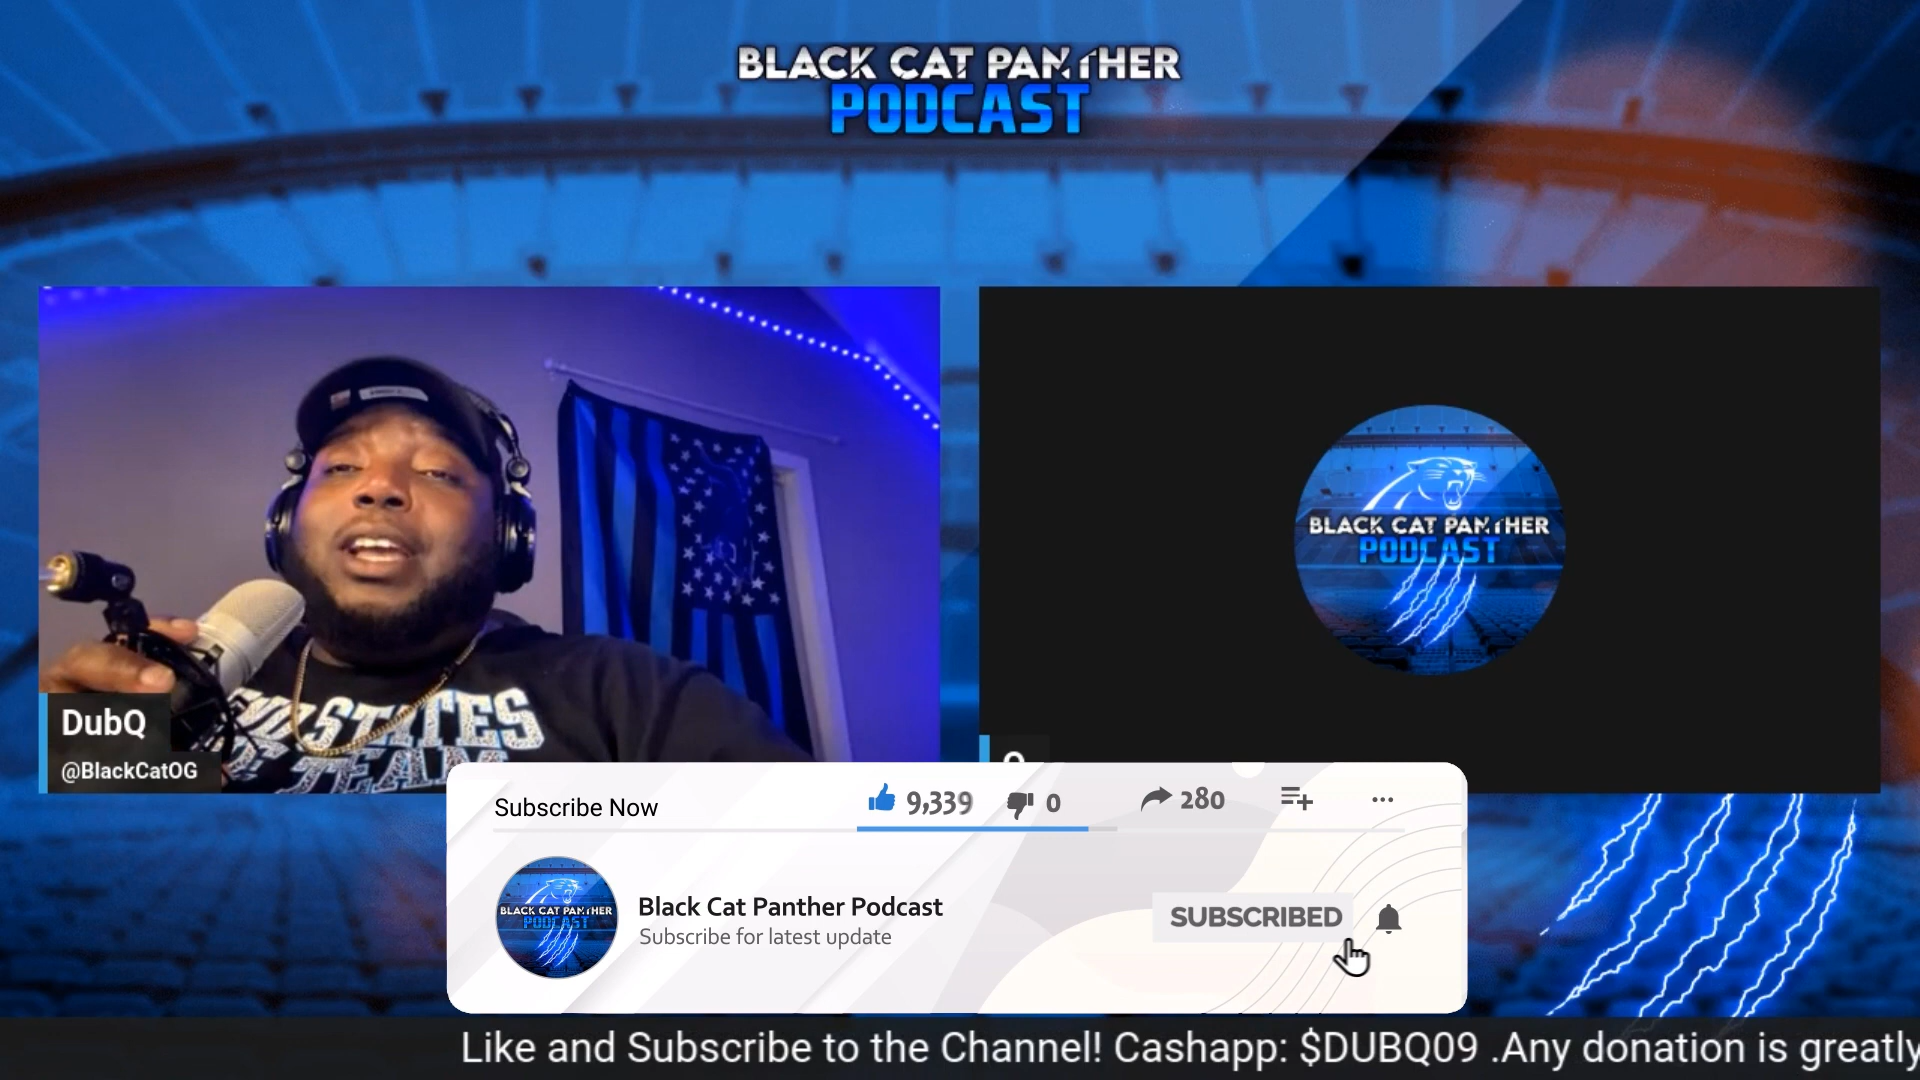 BLACK CAT PANTHER
PODCAST
BLACK CAT PANTHER
PODCAST
STATES
TEAM
DubQ
@BlackCatOG
Subscribe Now
9,339
0
280
BLACK CAT PANTHER
PODCAST
Black Cat Panther Podcast
Subscribe for latest update
SUBSCRIBED
Like and Subscribe to the Channel! Cashapp: $DUBQ09 .Any donation is greatly